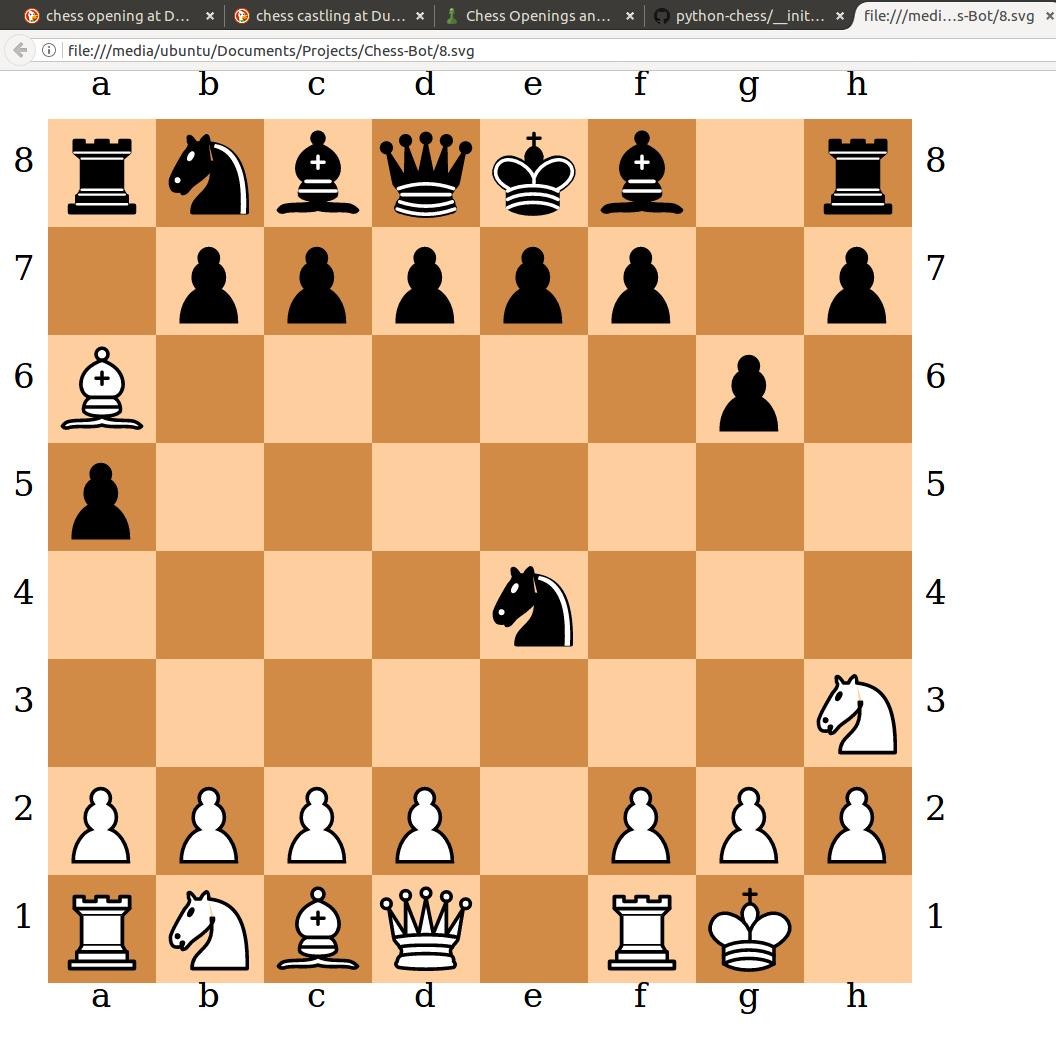 chess opening at D... × chess castling at Du... × Chess Openings an... × python-chess/__init... × file:///medi...s-Bot/8.svg ×
file:///media/ubuntu/Documents/Projects/Chess-Bot/8.svg
a b c d e f g h
8 8
7 7
6 6
5 5
4 4
3 3
2 2
1 1
a b c d e f g h